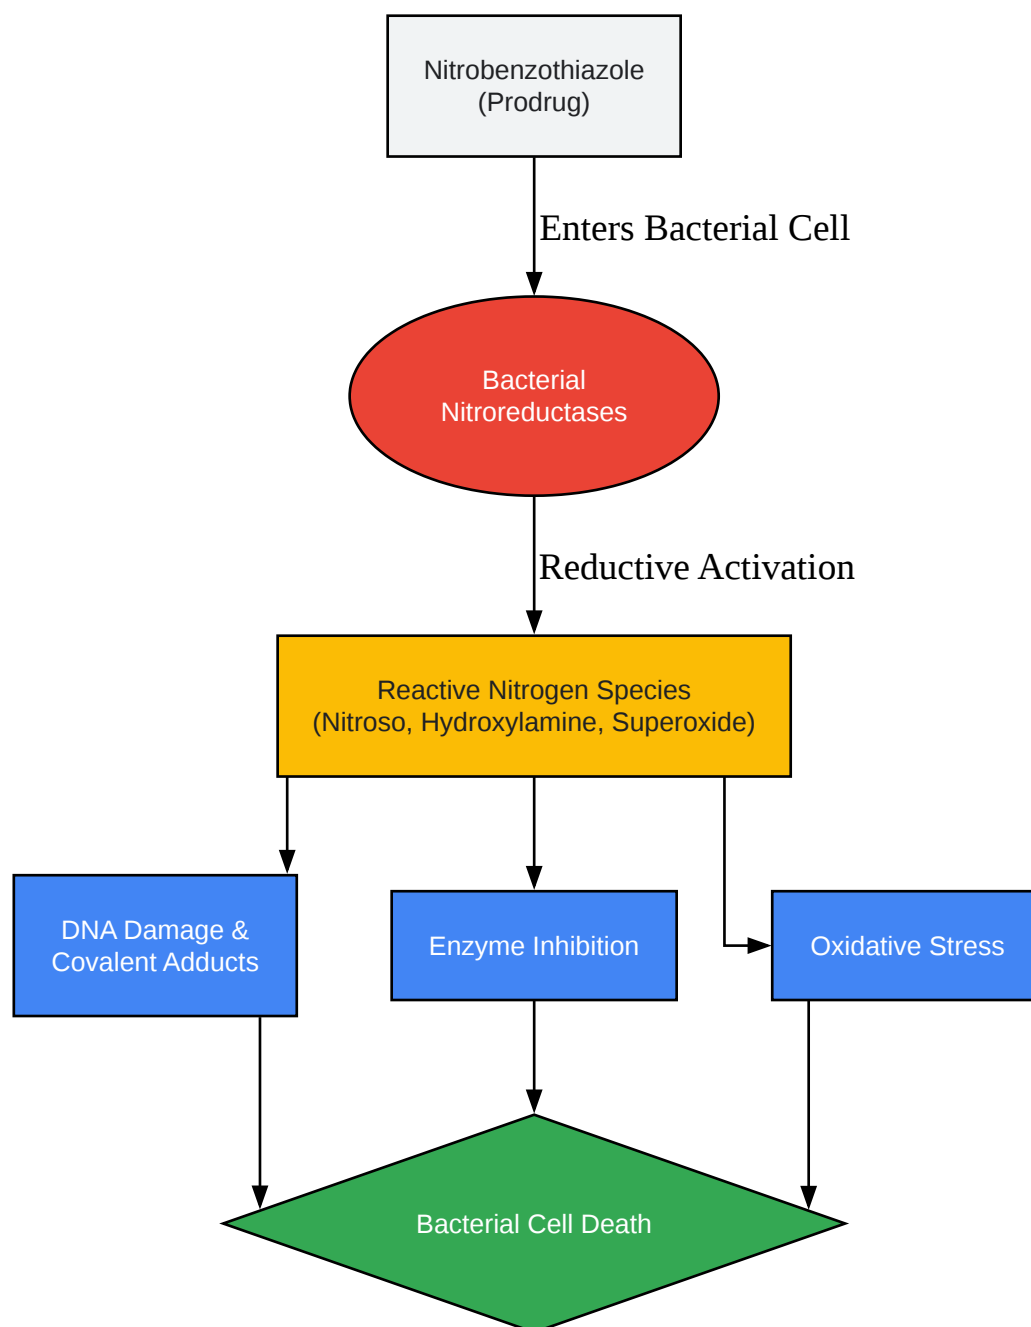 Nitrobenzothiazole
(Prodrug)
Enters Bacterial Cell
Bacterial
Nitroreductases
Reductive Activation
Reactive Nitrogen Species
(Nitroso, Hydroxylamine, Superoxide)
DNA Damage &
Covalent Adducts
Enzyme Inhibition
Oxidative Stress
Bacterial Cell Death